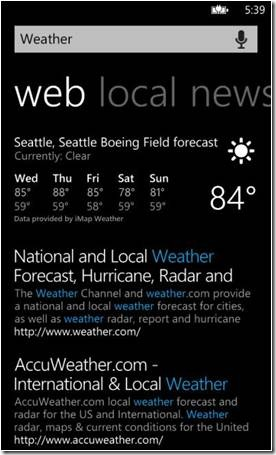 5:39
Weather
web local news
Seattle, Seattle Boeing Field forecast
Currently: Clear
Wed Thu Fri Sat Sun
85° 88° 85° 78° 81°
59° 59° 58° 59° 59°
84°
Data provided by iMap Weather
National and Local Weather
Forecast, Hurricane, Radar and
The Weather Channel and weather.com provide
a national and local weather forecast for cities,
as well as weather radar, report and hurricane
http://www.weather.com/
AccuWeather.com -
International & Local Weather
AccuWeather.com local weather forecast and
radar for the US and International. Weather
radar, maps & current conditions for the United
http://www.accuweather.com/